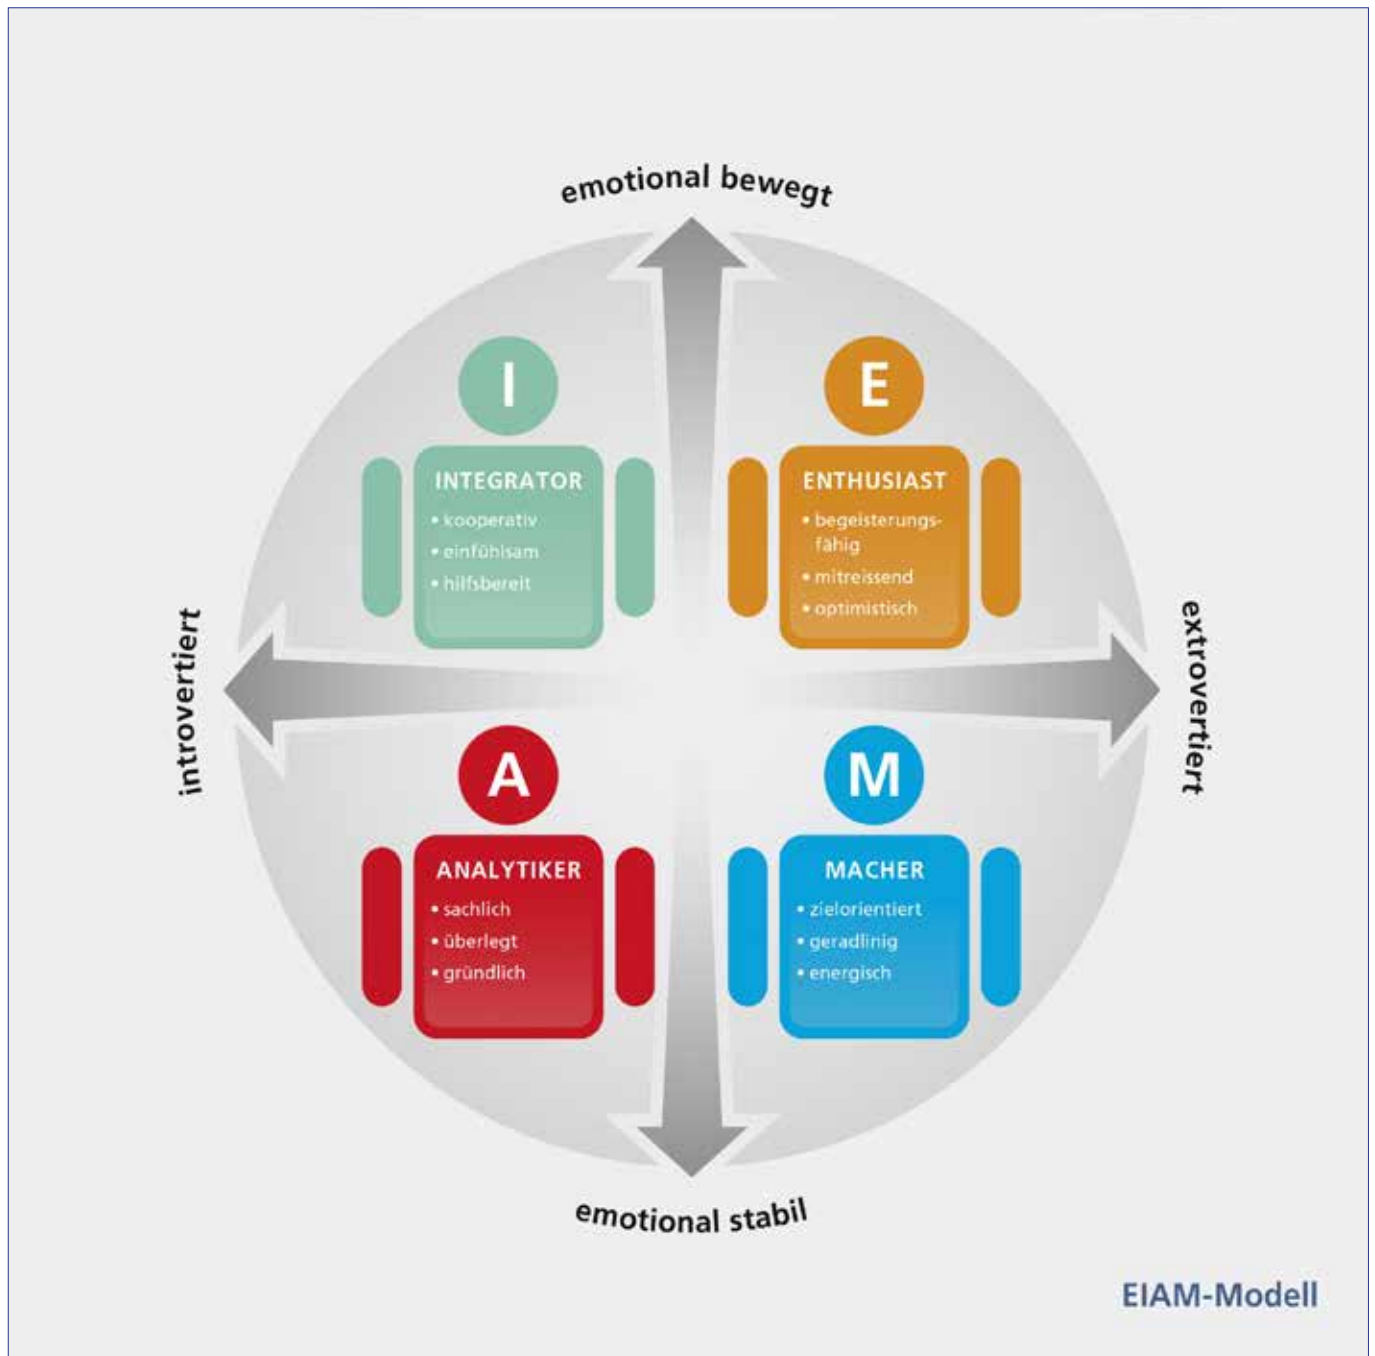 emotional bewegt
I
INTEGRATOR
• kooperativ
• einfühlsam
• hilfsbereit
E
ENTHUSIAST
• begeisterungs-
fähig
• mitreissend
• optimistisch
introvertiert
extrovertiert
A
ANALYTIKER
• sachlich
• überlegt
• gründlich
M
MACHER
• zielorientiert
• geradlinig
• energisch
emotional stabil
EIAM-Modell